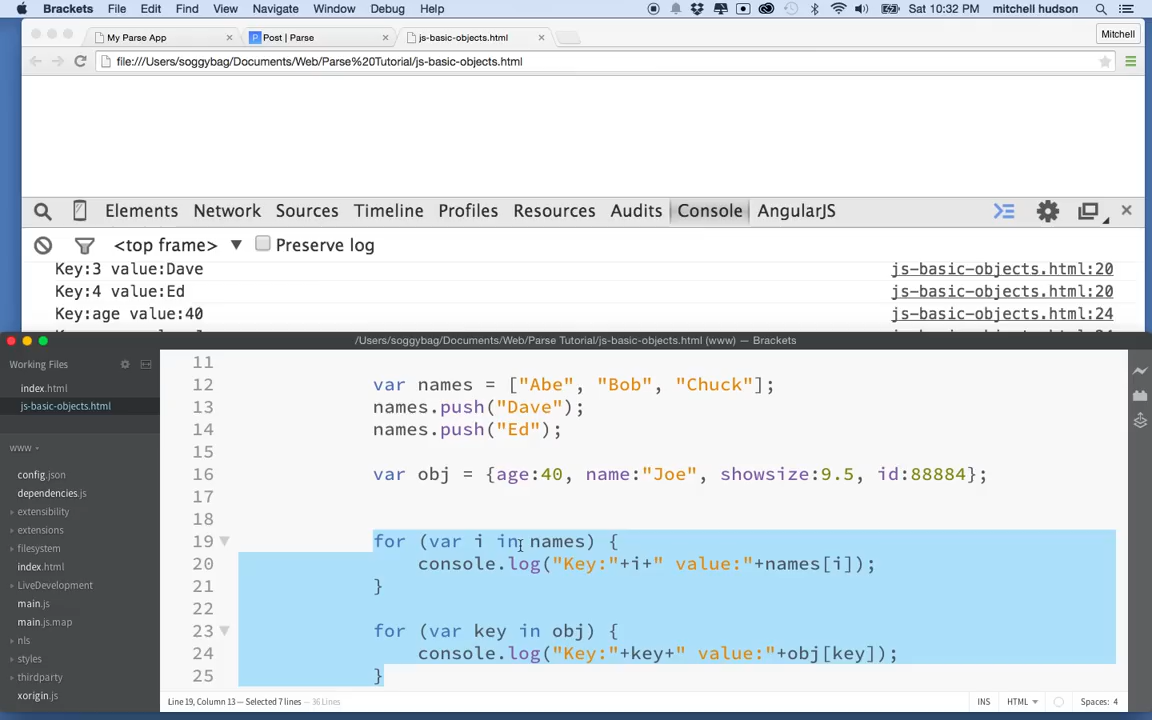 Brackets File Edit Find View Navigate Window Debug Help Sat 10:32 PM mitchell hudson
My Parse App Post | Parse js-basic-objects.html Mitchell
file:///Users/soggybag/Documents/Web/Parse%20Tutorial/js-basic-objects.html
Elements Network Sources Timeline Profiles Resources Audits Console AngularJS
<top frame> Preserve log
Key:3 value:Dave js-basic-objects.html:20
Key:4 value:Ed js-basic-objects.html:20
Key:age value:40 js-basic-objects.html:24
/Users/soggybag/Documents/Web/Parse Tutorial/js-basic-objects.html (www) — Brackets
Working Files
index.html
js-basic-objects.html
www
config.json
dependencies.js
extensibility
extensions
filesystem
index.html
LiveDevelopment
main.js
main.js.map
nls
styles
thirdparty
xorigin.js
11
12 var names = ["Abe", "Bob", "Chuck"];
13 names.push("Dave");
14 names.push("Ed");
15
16 var obj = {age:40, name:"Joe", showsize:9.5, id:88884};
17
18
19 for (var i in names) {
20 console.log("Key:"+i+" value:"+names[i]);
21 }
22
23 for (var key in obj) {
24 console.log("Key:"+key+" value:"+obj[key]);
25 }
Line 19, Column 13 — Selected 7 lines — 36 Lines INS HTML Spaces: 4